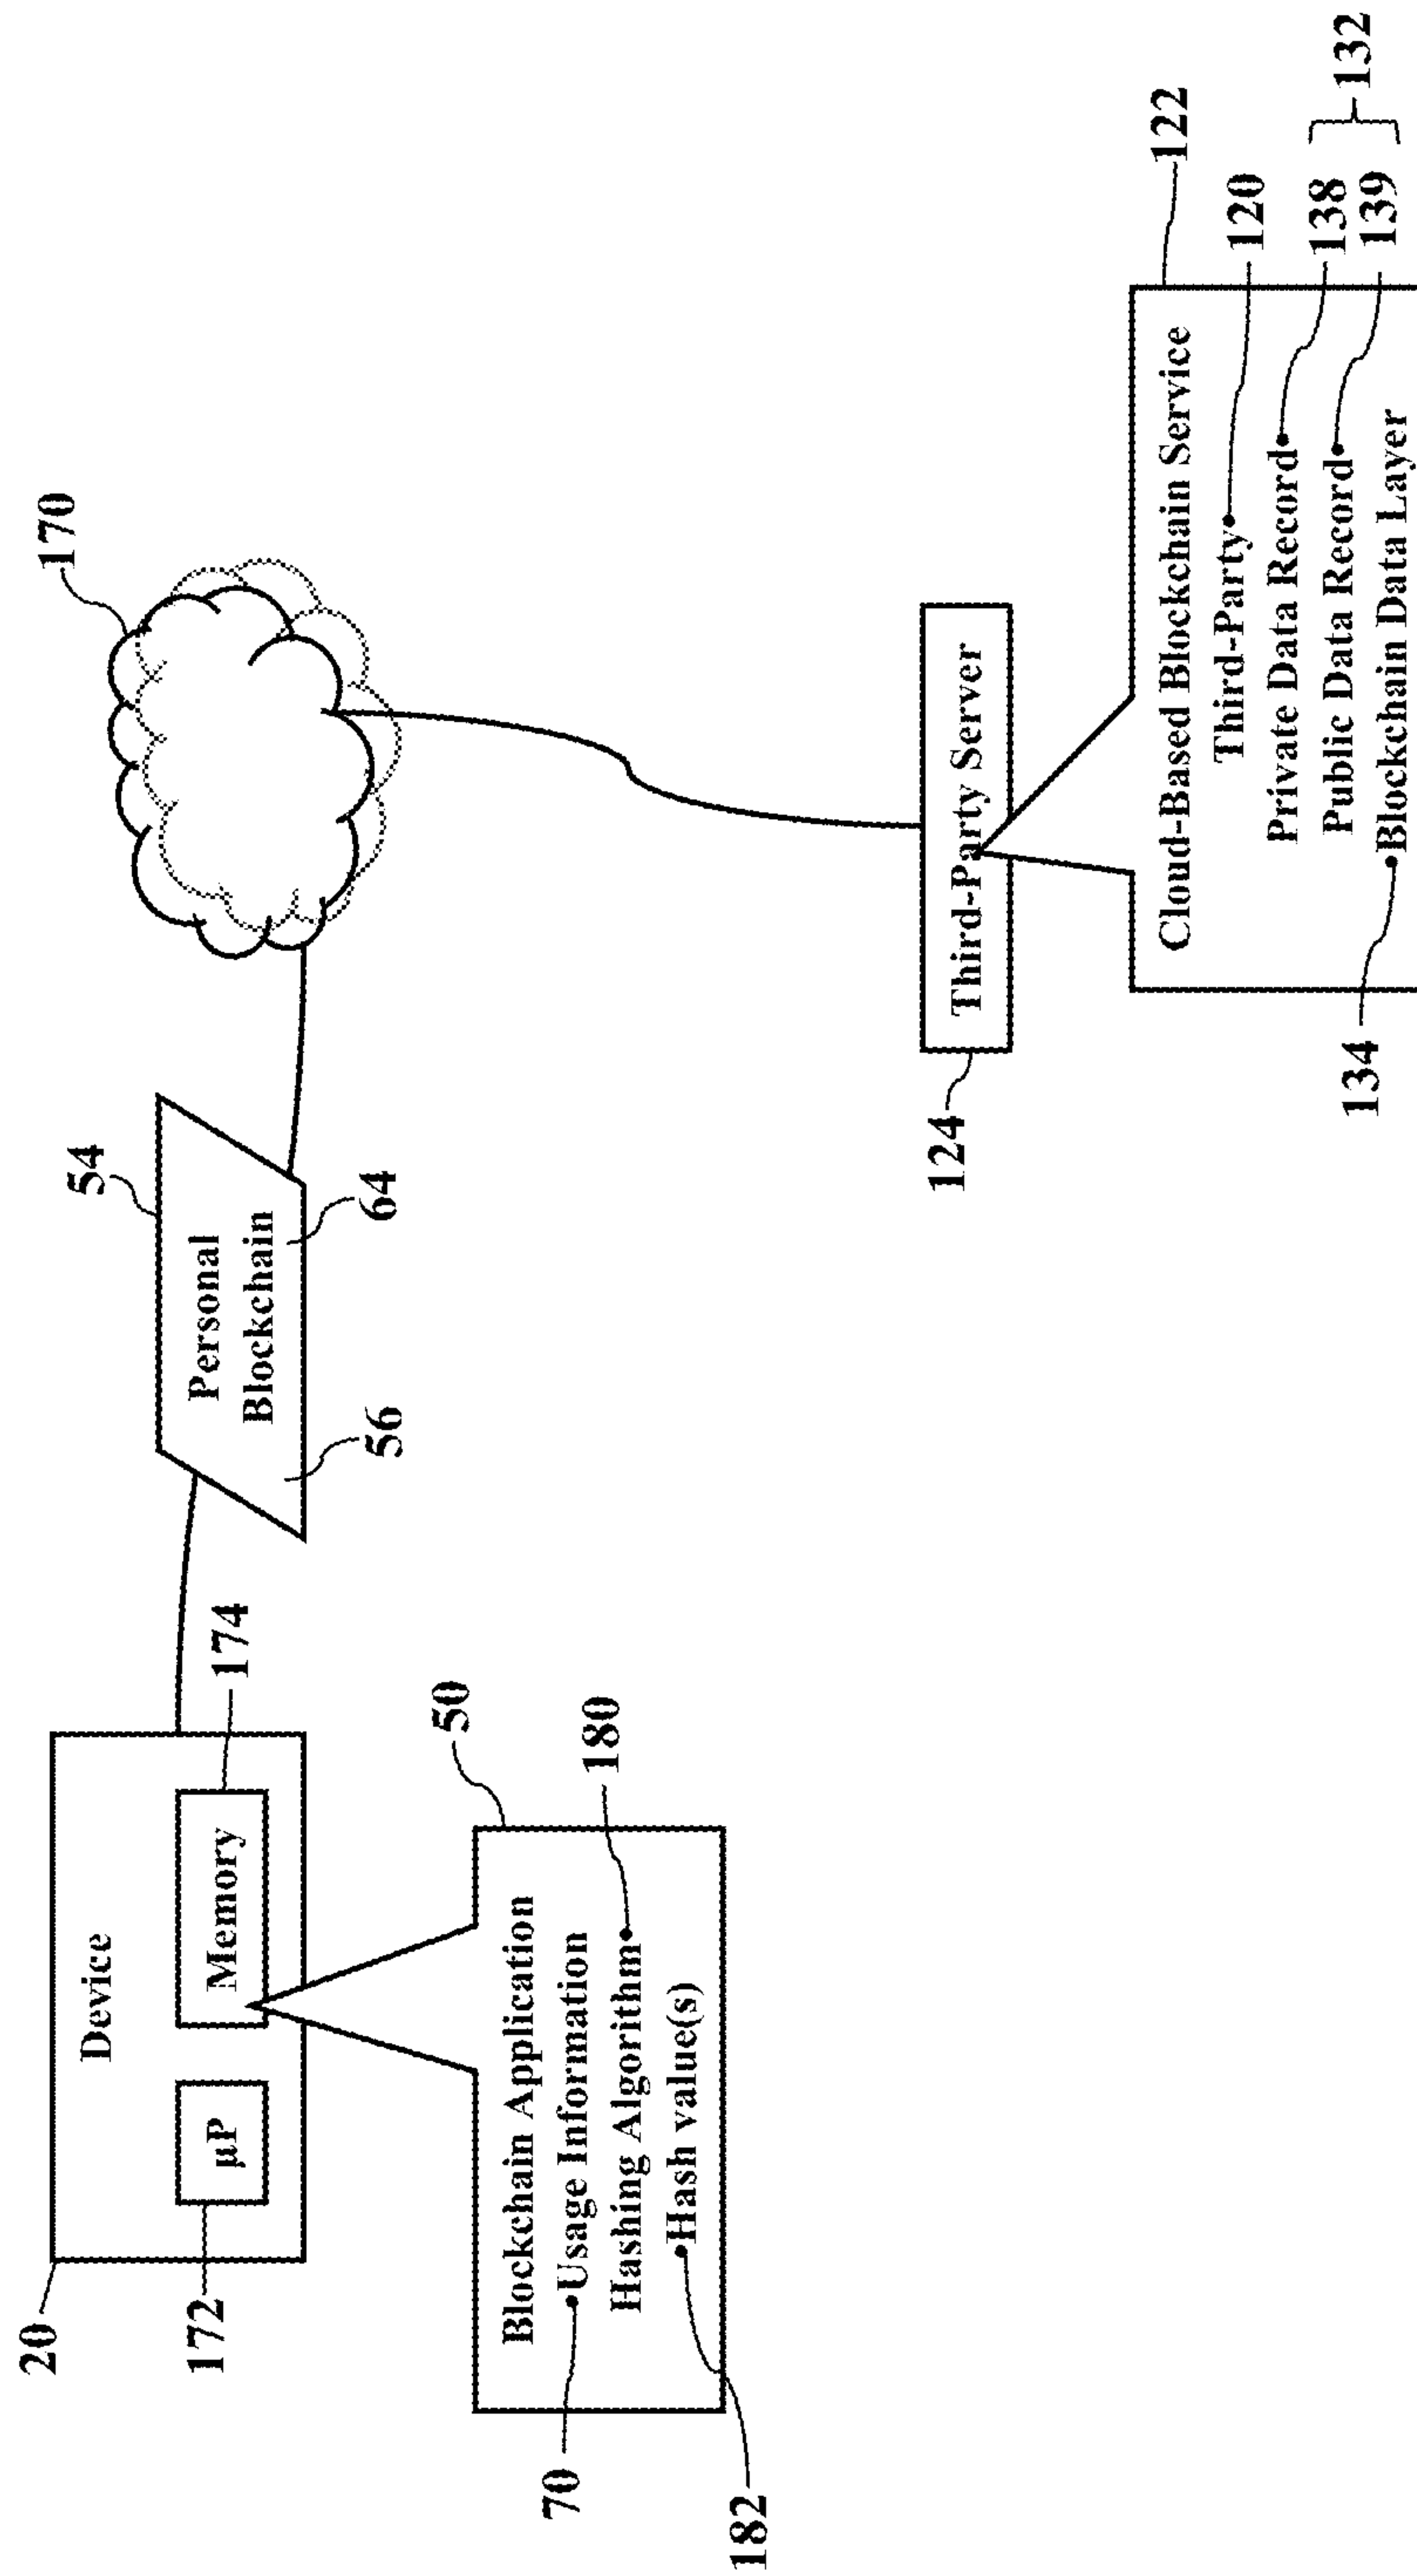 20
Device
172
µP
Memory
174
50
Blockchain Application
70
Usage Information
Hashing Algorithm
180
Hash value(s)
182
54
Personal
Blockchain
56
64
170
124
Third-Party Server
122
Cloud-Based Blockchain Service
Third-Party
120
Private Data Record
138
Public Data Record
139
132
134
Blockchain Data Layer